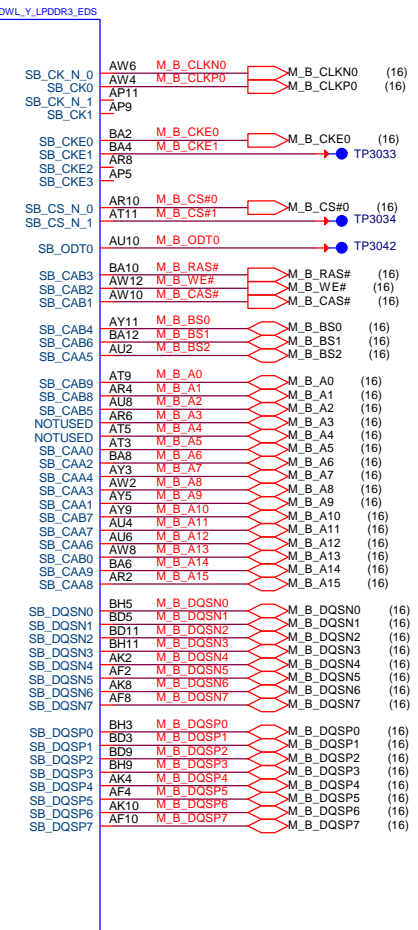 DWL_Y_LPDDR3_EDS
SB_CK_N_0 AW6 M_B_CLKN0 M_B_CLKN0 (16)
SB_CK0 AW4 M_B_CLKP0 M_B_CLKP0 (16)
SB_CK_N_1 AP11
SB_CK1 AP9
SB_CKE0 BA2 M_B_CKE0 M_B_CKE0 (16)
SB_CKE1 BA4 M_B_CKE1 TP3033
SB_CKE2 AR8
SB_CKE3 AP5
SB_CS_N_0 AR10 M_B_CS#0 M_B_CS#0 (16)
SB_CS_N_1 AT11 M_B_CS#1 TP3034
SB_ODT0 AU10 M_B_ODT0 TP3042
SB_CAB3 BA10 M_B_RAS# M_B_RAS# (16)
SB_CAB2 AW12 M_B_WE# M_B_WE# (16)
SB_CAB1 AW10 M_B_CAS# M_B_CAS# (16)
SB_CAB4 AY11 M_B_BS0 M_B_BS0 (16)
SB_CAB6 BA12 M_B_BS1 M_B_BS1 (16)
SB_CAA5 AU2 M_B_BS2 M_B_BS2 (16)
SB_CAB9 AT9 M_B_A0 M_B_A0 (16)
SB_CAB8 AR4 M_B_A1 M_B_A1 (16)
SB_CAB5 AU8 M_B_A2 M_B_A2 (16)
NOTUSED AR6 M_B_A3 M_B_A3 (16)
NOTUSED AT5 M_B_A4 M_B_A4 (16)
SB_CAA0 AT3 M_B_A5 M_B_A5 (16)
SB_CAA2 BA8 M_B_A6 M_B_A6 (16)
SB_CAA4 AY3 M_B_A7 M_B_A7 (16)
SB_CAA3 AW2 M_B_A8 M_B_A8 (16)
SB_CAA1 AY5 M_B_A9 M_B_A9 (16)
SB_CAB7 AY9 M_B_A10 M_B_A10 (16)
SB_CAA7 AU4 M_B_A11 M_B_A11 (16)
SB_CAA6 AU6 M_B_A12 M_B_A12 (16)
SB_CAB0 AW8 M_B_A13 M_B_A13 (16)
SB_CAA9 BA6 M_B_A14 M_B_A14 (16)
SB_CAA8 AR2 M_B_A15 M_B_A15 (16)
SB_DQSN0 BH5 M_B_DQSN0 M_B_DQSN0 (16)
SB_DQSN1 BD5 M_B_DQSN1 M_B_DQSN1 (16)
SB_DQSN2 BD11 M_B_DQSN2 M_B_DQSN2 (16)
SB_DQSN3 BH11 M_B_DQSN3 M_B_DQSN3 (16)
SB_DQSN4 AK2 M_B_DQSN4 M_B_DQSN4 (16)
SB_DQSN5 AF2 M_B_DQSN5 M_B_DQSN5 (16)
SB_DQSN6 AK8 M_B_DQSN6 M_B_DQSN6 (16)
SB_DQSN7 AF8 M_B_DQSN7 M_B_DQSN7 (16)
SB_DQSP0 BH3 M_B_DQSP0 M_B_DQSP0 (16)
SB_DQSP1 BD3 M_B_DQSP1 M_B_DQSP1 (16)
SB_DQSP2 BD9 M_B_DQSP2 M_B_DQSP2 (16)
SB_DQSP3 BH9 M_B_DQSP3 M_B_DQSP3 (16)
SB_DQSP4 AK4 M_B_DQSP4 M_B_DQSP4 (16)
SB_DQSP5 AF4 M_B_DQSP5 M_B_DQSP5 (16)
SB_DQSP6 AK10 M_B_DQSP6 M_B_DQSP6 (16)
SB_DQSP7 AF10 M_B_DQSP7 M_B_DQSP7 (16)